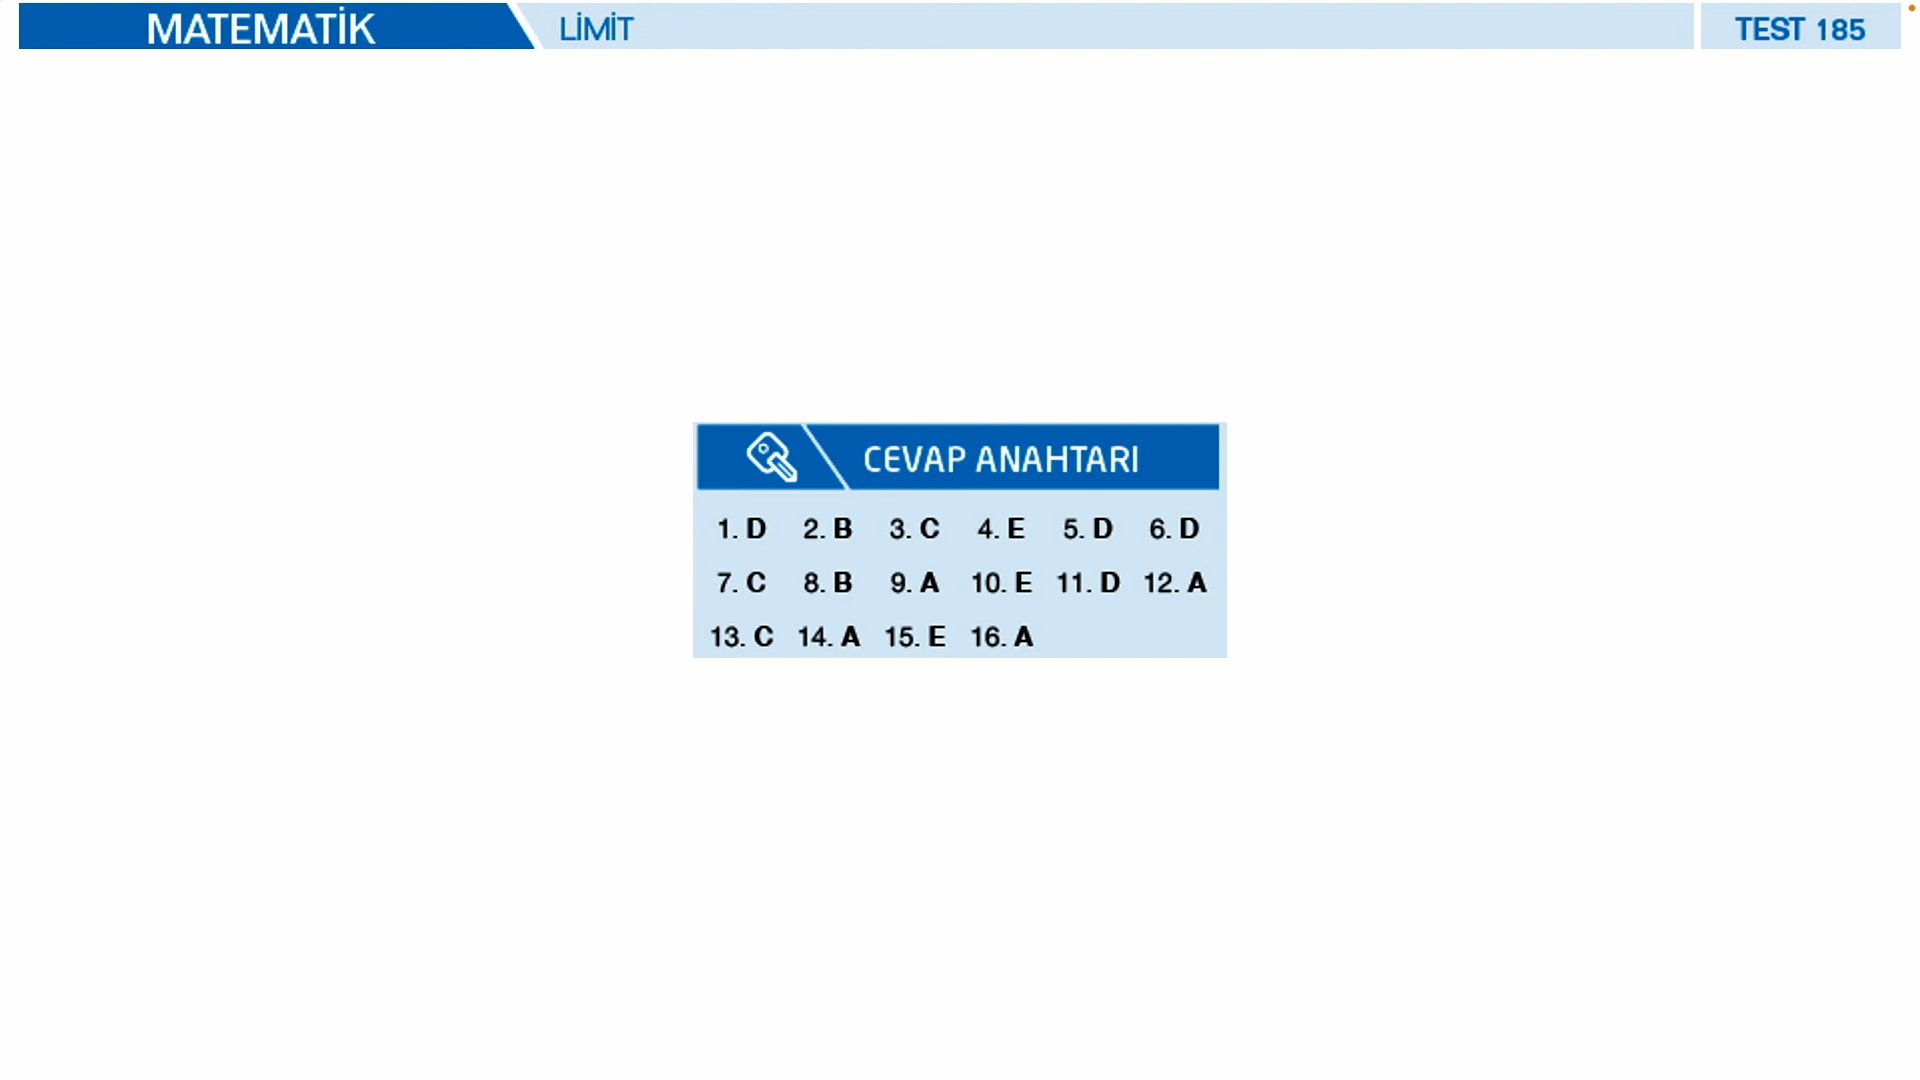 MATEMATİK LİMİT TEST 185
CEVAP ANAHTARI
1. D 2. B 3. C 4. E 5. D 6. D
7. C 8. B 9. A 10. E 11. D 12. A
13. C 14. A 15. E 16. A